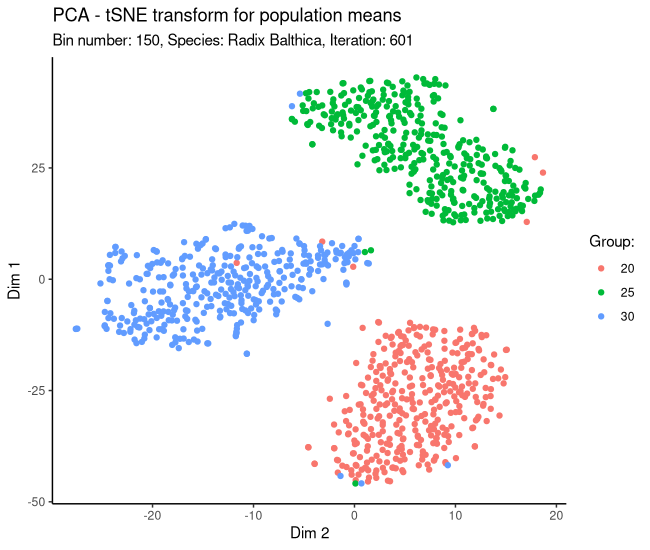 PCA - tSNE transform for population means
Bin number: 150, Species: Radix Balthica, Iteration: 601
Dim 1
25
0
-25
-50
-20
-10
0
10
20
Dim 2
Group:
20
25
30